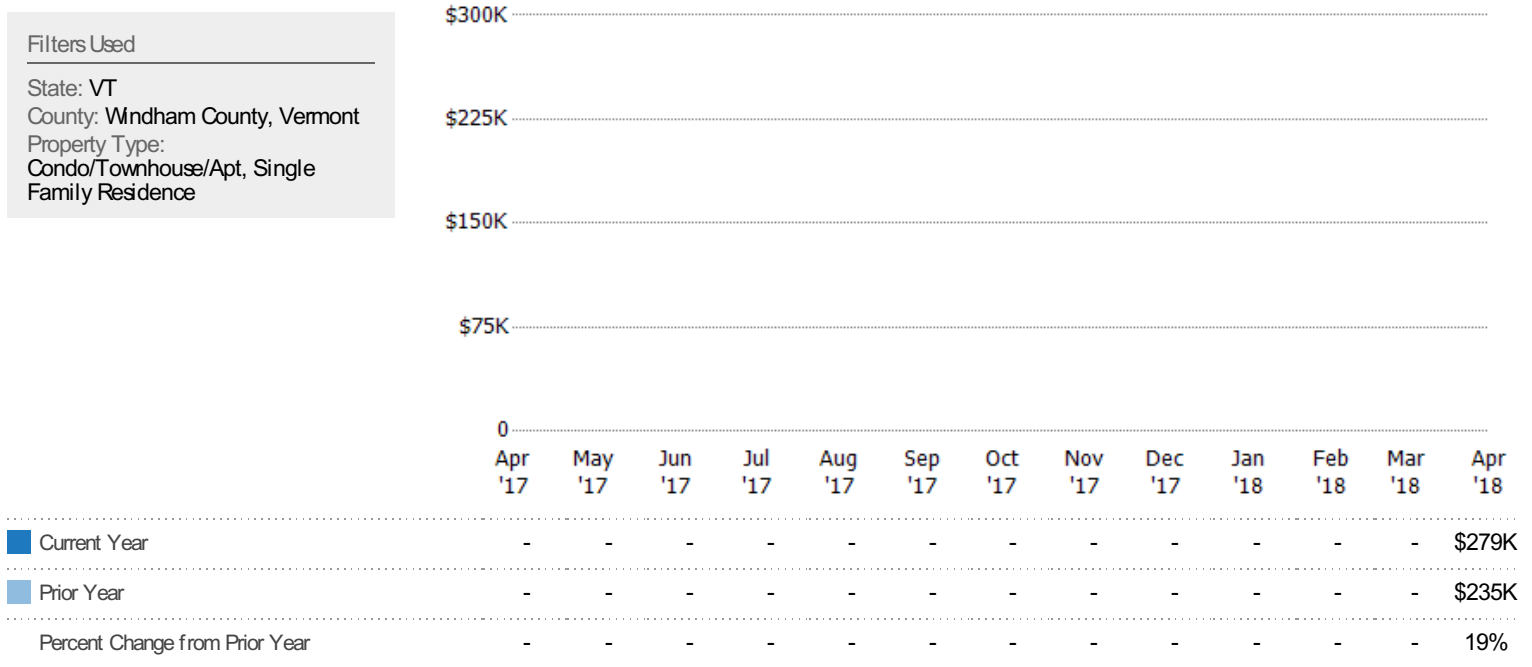 Filters Used
State: VT
County: Windham County, Vermont
Property Type:
Condo/Townhouse/Apt, Single
Family Residence
$300K
$225K
$150K
$75K
0
Apr May Jun Jul Aug Sep Oct Nov Dec Jan Feb Mar Apr
'17 '17 '17 '17 '17 '17 '17 '17 '17 '18 '18 '18 '18
Current Year - - - - - - - - - - - - $279K
Prior Year - - - - - - - - - - - - $235K
Percent Change from Prior Year - - - - - - - - - - - - 19%